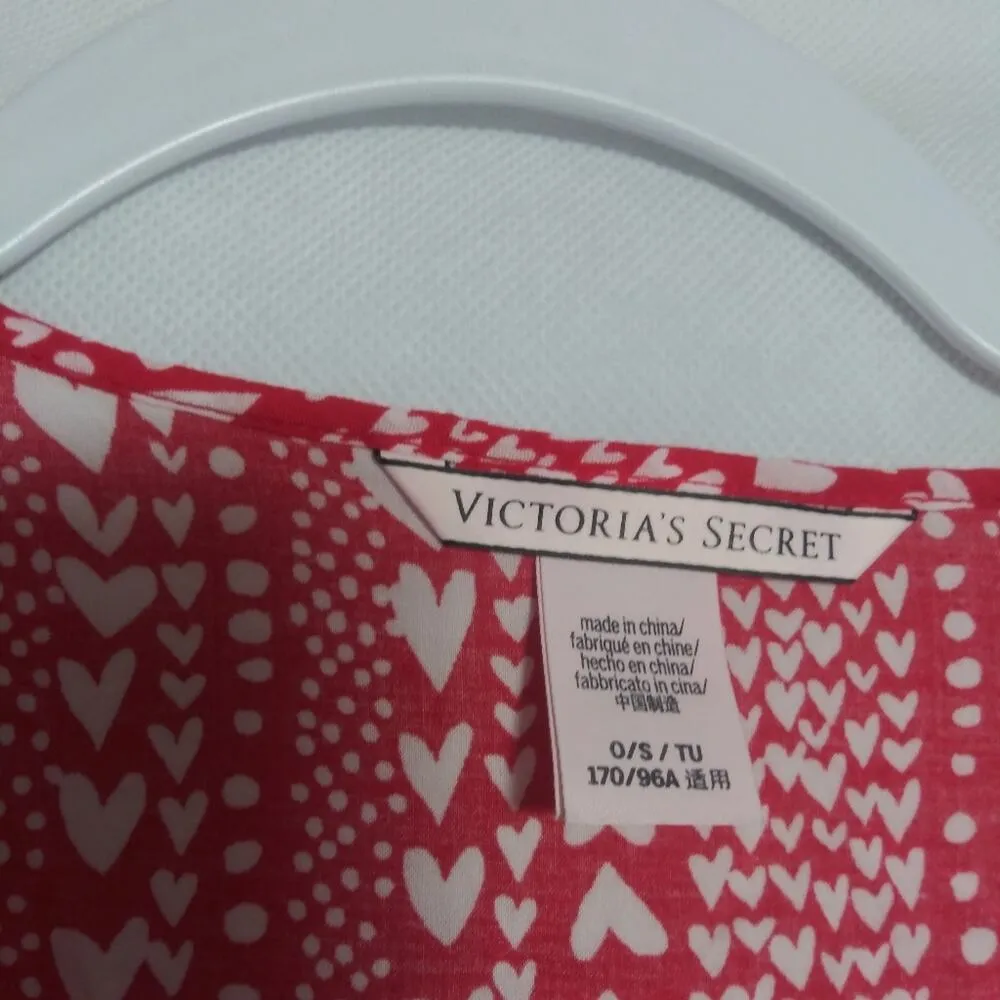 VICTORIA'S SECRET
made in china/
fabriqué en chine/
hecho en china/
fabbricato in cina/
中国制造
O/S / TU
170/96A 适用